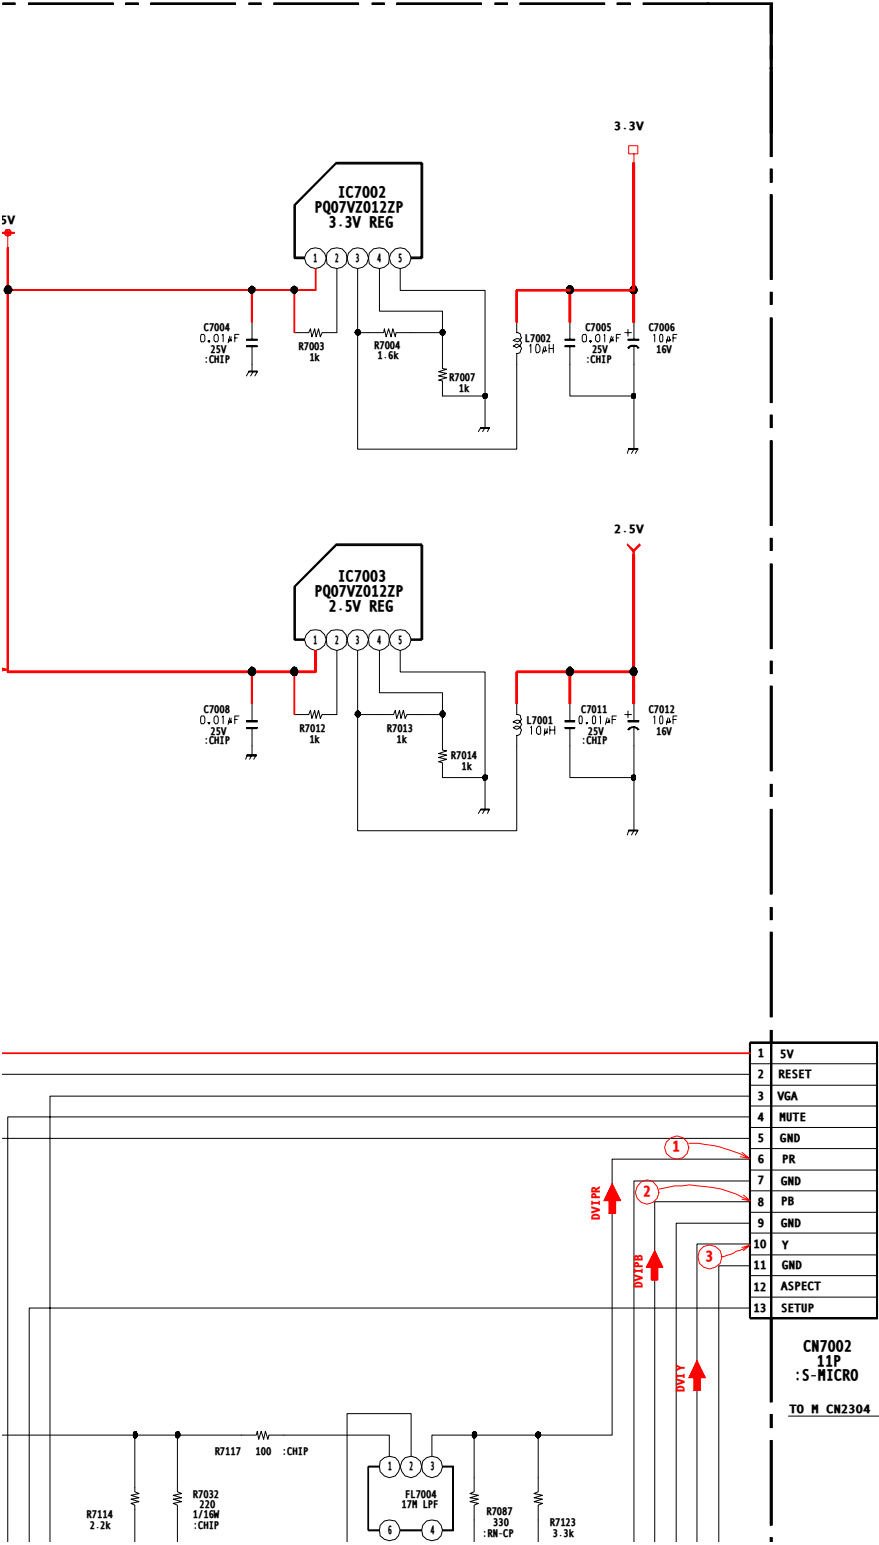 3.3V
IC7002
PQ07VZ012ZP
3.3V REG
5V
1 2 3 4 5
C7004
0.01µF
25V
:CHIP
R7003
1k
R7004
1.6k
R7007
1k
L7002
10µH
C7005
0.01µF
25V
:CHIP
+
C7006
10µF
16V
2.5V
IC7003
PQ07VZ012ZP
2.5V REG
1 2 3 4 5
C7008
0.01µF
25V
:CHIP
R7012
1k
R7013
1k
R7014
1k
L7001
10µH
C7011
0.01µF
25V
:CHIP
+
C7012
10µF
16V
1 5V
2 RESET
3 VGA
4 MUTE
5 GND
1
6 PR
7 GND
2
8 PB
9 GND
10 Y
3
11 GND
12 ASPECT
13 SETUP
DVIPR
DVIPB
DVIY
CN7002
11P
:S-MICRO
TO M CN2304
R7117 100 :CHIP
1 2 3
FL7004
17M LPF
6 4
R7114
2.2k
R7032
220
1/16W
:CHIP
R7087
330
:RN-CP
R7123
3.3k